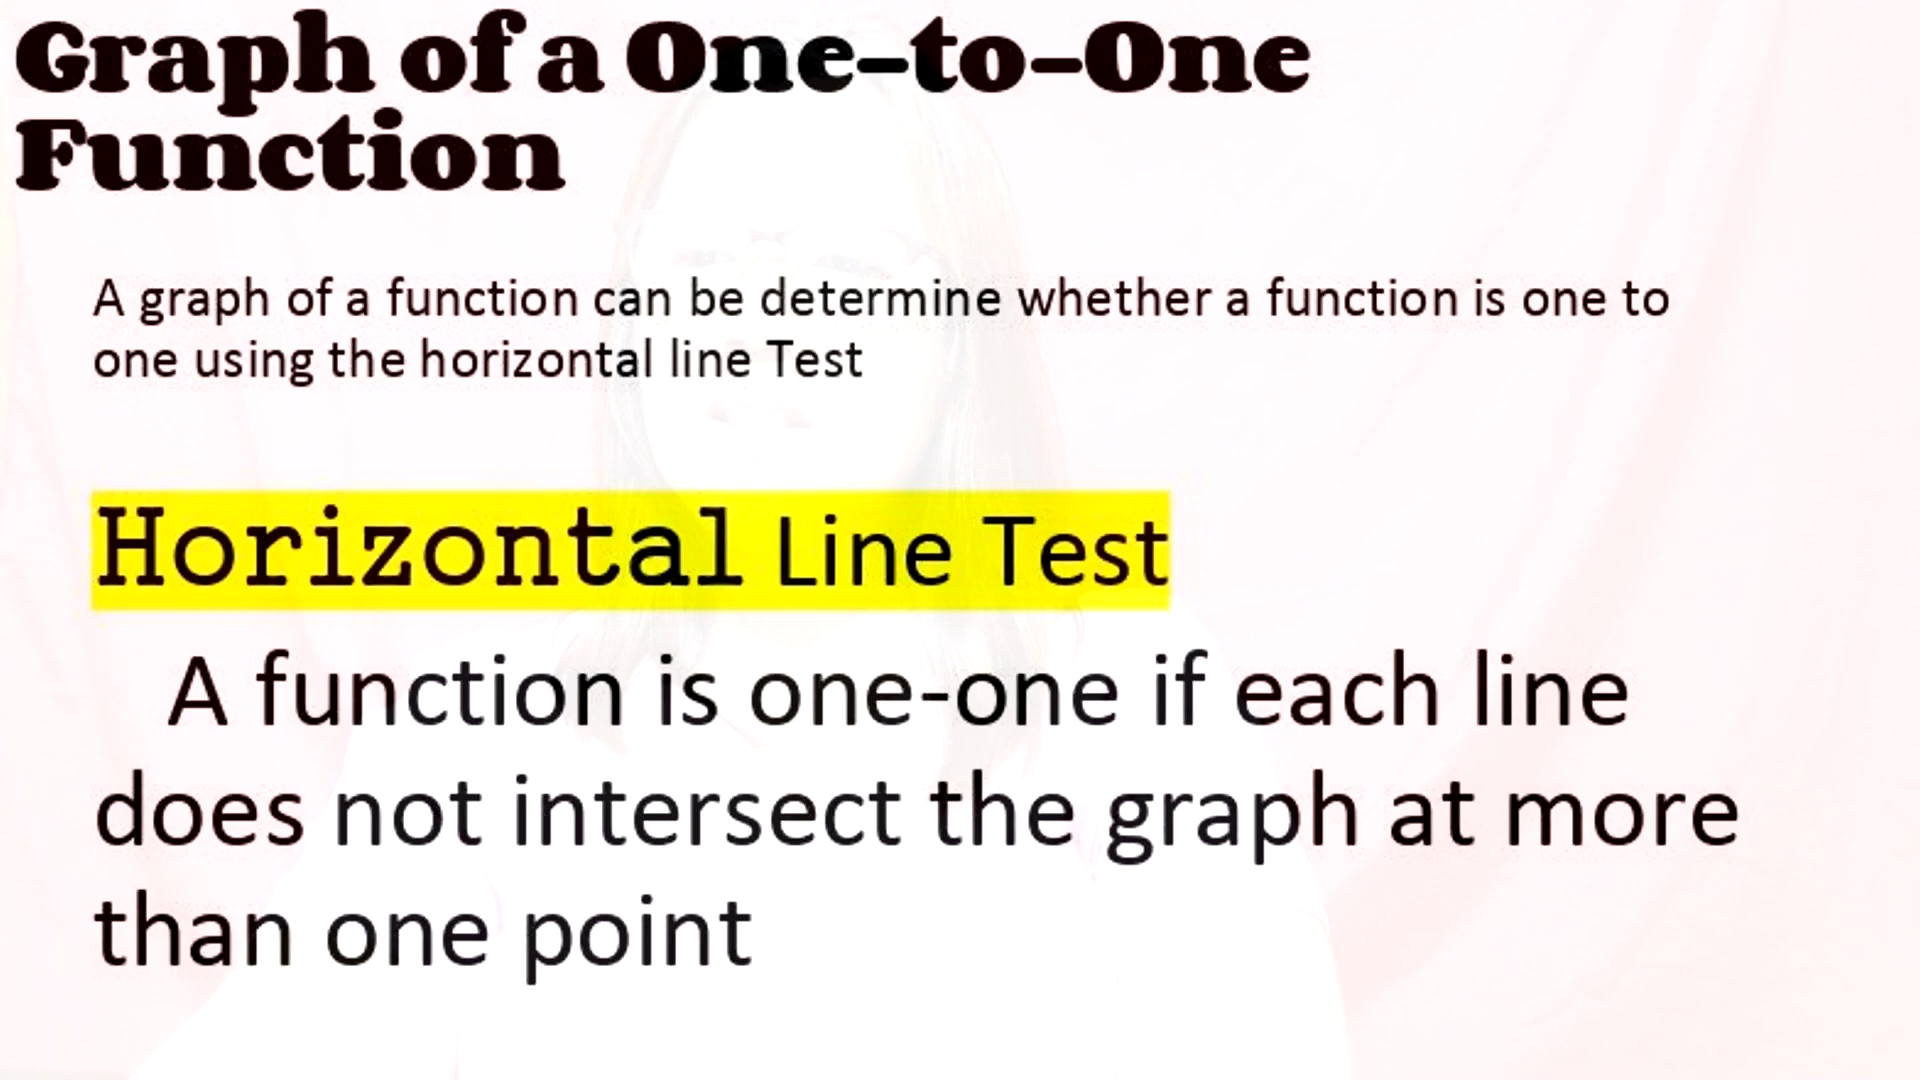 Graph of a One-to-One
Function
A graph of a function can be determine whether a function is one to
one using the horizontal line Test
Horizontal Line Test
A function is one-one if each line
does not intersect the graph at more
than one point